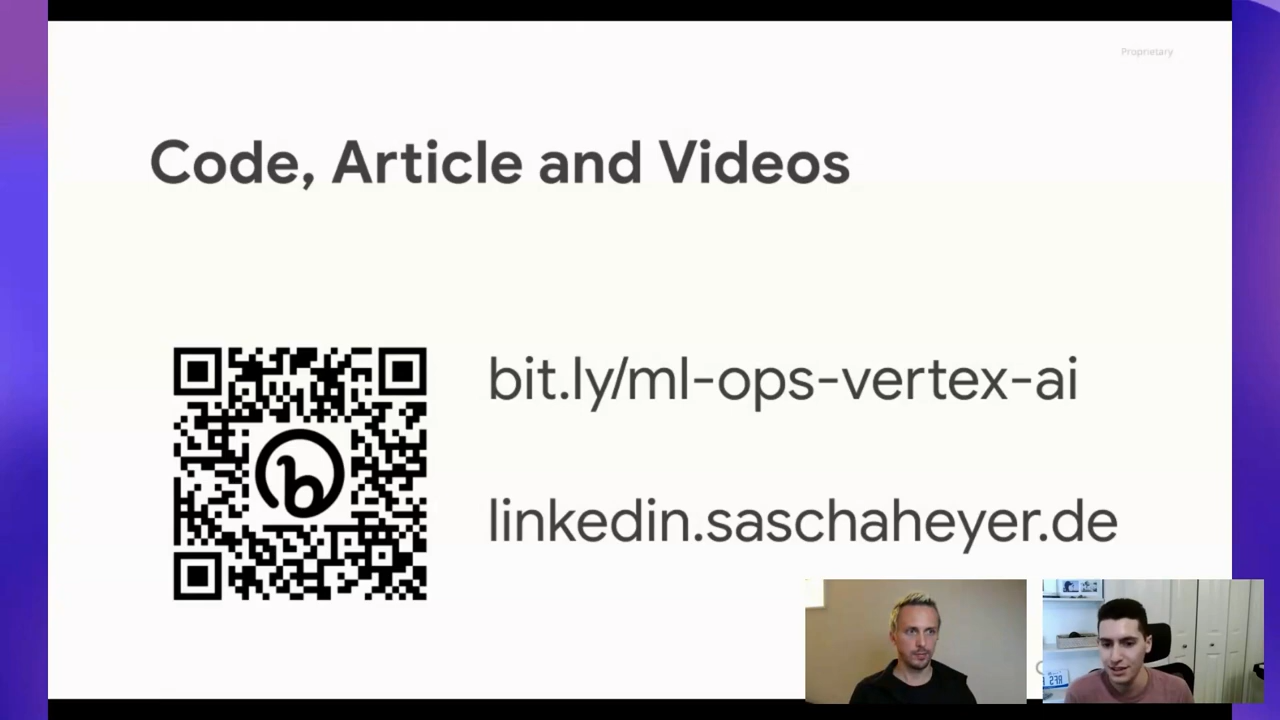 Proprietary
Code, Article and Videos
bit.ly/ml-ops-vertex-ai
linkedin.saschaheyer.de